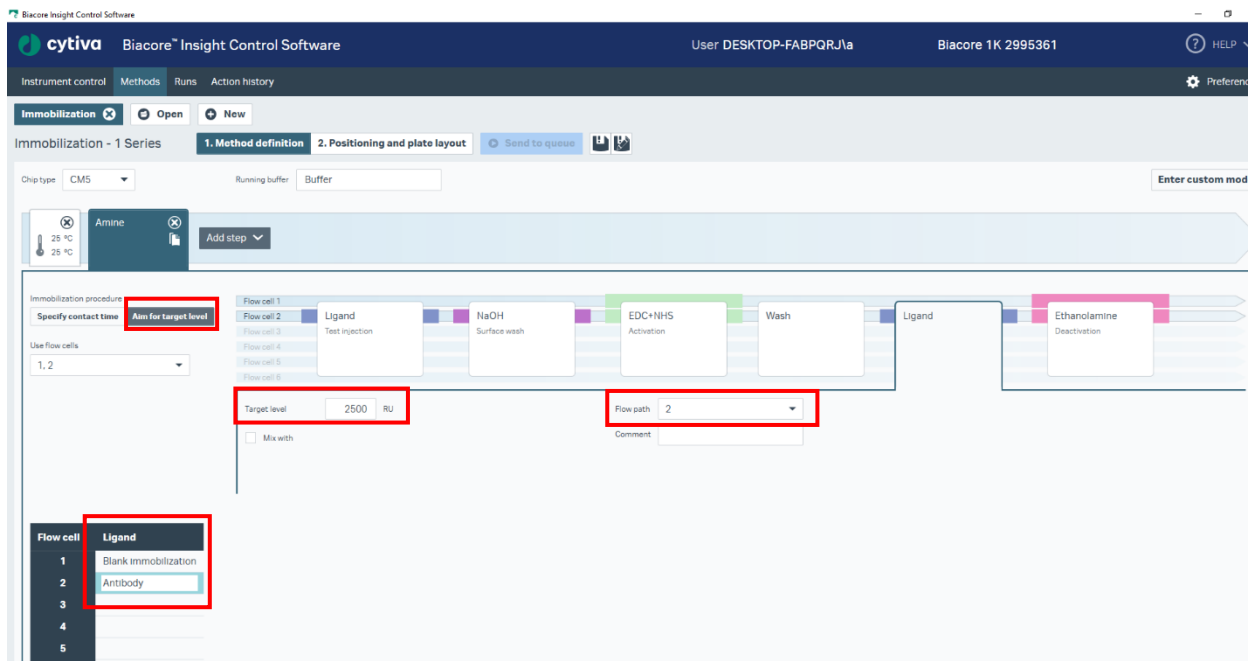 Biacore Insight Control Software
cytiva Biacore™ Insight Control Software User DESKTOP-FABPQRJ\a Biacore 1K 2995361 ? HELP
Instrument control Methods Runs Action history Preferenc
Immobilization Open New
Immobilization - 1 Series 1. Method definition 2. Positioning and plate layout Send to queue
Chip type CM5 Running buffer Buffer Enter custom mod
Amine
25 °C
25 °C
Add step
Immobilization procedure
Specify contact time Aim for target level
Use flow cells
1, 2
Flow cell 1
Flow cell 2
Flow cell 3
Flow cell 4
Flow cell 5
Flow cell 6
Ligand
Test injection
NaOH
Surface wash
EDC+NHS
Activation
Wash
Ligand
Ethanolamine
Deactivation
Target level 2500 RU
Mix with
Flow path 2
Comment
Flow cell Ligand
1 Blank immobilization
2 Antibody
3
4
5